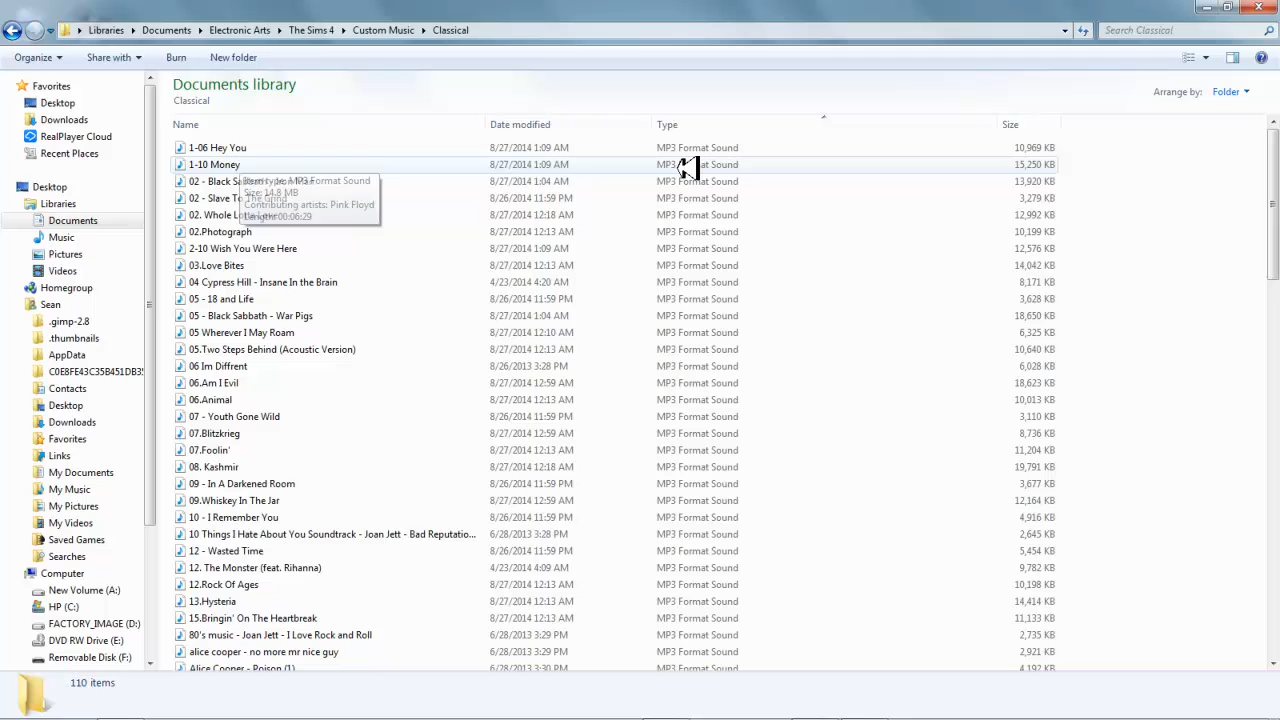 Libraries Documents Electronic Arts The Sims 4 Custom Music Classical Search Classical
Organize Share with Burn New folder
Favorites
Desktop
Downloads
RealPlayer Cloud
Recent Places
Desktop
Libraries
Documents
Music
Pictures
Videos
Homegroup
Sean
.gimp-2.8
.thumbnails
AppData
C0E8FE43C35B451DB3
Contacts
Desktop
Downloads
Favorites
Links
My Documents
My Music
My Pictures
My Videos
Saved Games
Searches
Computer
New Volume (A:)
HP (C:)
FACTORY_IMAGE (D:)
DVD RW Drive (E:)
Removable Disk (F:)
Documents library
Classical
Arrange by: Folder
Name Date modified Type Size
1-06 Hey You 8/27/2014 1:09 AM MP3 Format Sound 10,969 KB
1-10 Money 8/27/2014 1:09 AM MP3 Format Sound 15,250 KB
02 - Black Sa 8/27/2014 1:04 AM MP3 Format Sound 13,920 KB
02 - Slave To The Grind 8/26/2014 11:59 PM MP3 Format Sound 3,279 KB
02. Whole Lotta Love 8/27/2014 12:18 AM MP3 Format Sound 12,992 KB
Item type: MP3 Format Sound
Size: 14.8 MB
Contributing artists: Pink Floyd
Length: 00:06:29
02.Photograph 8/27/2014 12:13 AM MP3 Format Sound 10,199 KB
2-10 Wish You Were Here 8/27/2014 1:09 AM MP3 Format Sound 12,576 KB
03.Love Bites 8/27/2014 12:13 AM MP3 Format Sound 14,042 KB
04 Cypress Hill - Insane In the Brain 4/23/2014 4:20 AM MP3 Format Sound 8,171 KB
05 - 18 and Life 8/26/2014 11:59 PM MP3 Format Sound 3,628 KB
05 - Black Sabbath - War Pigs 8/27/2014 1:04 AM MP3 Format Sound 18,650 KB
05 Wherever I May Roam 8/27/2014 12:10 AM MP3 Format Sound 6,325 KB
05.Two Steps Behind (Acoustic Version) 8/27/2014 12:13 AM MP3 Format Sound 10,640 KB
06 Im Diffrent 8/26/2013 3:28 PM MP3 Format Sound 6,028 KB
06.Am I Evil 8/27/2014 12:59 AM MP3 Format Sound 18,623 KB
06.Animal 8/27/2014 12:13 AM MP3 Format Sound 10,013 KB
07 - Youth Gone Wild 8/26/2014 11:59 PM MP3 Format Sound 3,110 KB
07.Blitzkrieg 8/27/2014 12:59 AM MP3 Format Sound 8,736 KB
07.Foolin' 8/27/2014 12:13 AM MP3 Format Sound 11,204 KB
08. Kashmir 8/27/2014 12:18 AM MP3 Format Sound 19,791 KB
09 - In A Darkened Room 8/26/2014 11:59 PM MP3 Format Sound 3,677 KB
09.Whiskey In The Jar 8/27/2014 12:59 AM MP3 Format Sound 12,164 KB
10 - I Remember You 8/26/2014 11:59 PM MP3 Format Sound 4,916 KB
10 Things I Hate About You Soundtrack - Joan Jett - Bad Reputatio... 6/28/2013 3:28 PM MP3 Format Sound 2,645 KB
12 - Wasted Time 8/26/2014 11:59 PM MP3 Format Sound 5,454 KB
12. The Monster (feat. Rihanna) 4/23/2014 4:09 AM MP3 Format Sound 9,782 KB
12.Rock Of Ages 8/27/2014 12:13 AM MP3 Format Sound 10,198 KB
13.Hysteria 8/27/2014 12:13 AM MP3 Format Sound 14,414 KB
15.Bringin' On The Heartbreak 8/27/2014 12:13 AM MP3 Format Sound 11,133 KB
80's music - Joan Jett - I Love Rock and Roll 6/28/2013 3:29 PM MP3 Format Sound 2,735 KB
alice cooper - no more mr nice guy 6/28/2013 3:29 PM MP3 Format Sound 2,921 KB
Alice Cooper - Poison (1) 6/28/2013 3:30 PM MP3 Format Sound 4,192 KB
110 items